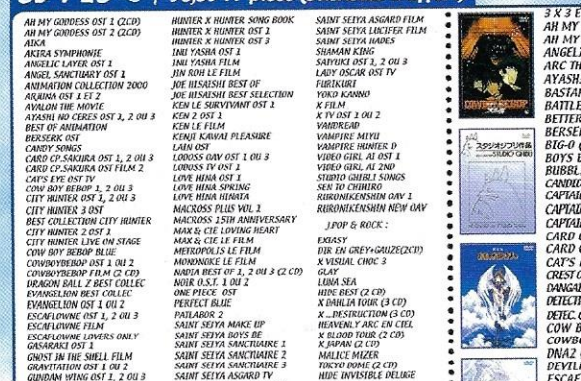 AH MY GODDESS OST 1 (2CD)
AH MY GODDESS OST 2 (2CD)
AIKA
AKIRA SYMPHONIE
ANGELIC LAYER OST 1
ANGEL SANCTUARY OST 1
ANIMATION COLLECTION 2000
ARJUNA OST 1 ET 2
AVALON THE MOVIE
AYASHI NO CERES OST 1, 2 OU 3
BEST OF ANIMATION
BERSERK OST
CANDY SONGS
CARD CP.SAKURA OST 1, 2 OU 3
CARD CP.SAKURA OST FILM 2
CAT'S EYE OST TV
COW BOY BEBOP 1, 2 OU 3
CITY HUNTER OST 1, 2 OU 3
CITY HUNTER 3 OST
BEST COLLECTION CITY HUNTER
CITY HUNTER 2 OST 1
CITY HUNTER LIVE ON STAGE
COW BOY BEBOP BLUE
COWBOYBEBOP OST 1 OU 2
COWBOYBEBOP FILM (2 CD)
DRAGON BALL Z BEST COLLEC
EVANGELION BEST COLLEC
EVANGELION OST 1 OU 2
ESCAFLOWNE OST 1, 2 OU 3
ESCAFLOWNE FILM
ESCAFLOWNE LOVERS ONLY
GASARAKI OST 1
GHOST IN THE SHELL FILM
GRAVITATION OST 1 OU 2
GUNDAM WING OST 1, 2 OU 3
HUNTER X HUNTER SONG BOOK
HUNTER X HUNTER OST 1
HUNTER X HUNTER OST 3
INU YASHA OST 1
INU YASHA FILM
JIN ROH LE FILM
JOE HISAISHI BEST OF
JOE HISAISHI BEST SELECTION
KEN LE SURVIVANT OST 1
KEN 2 OST 1
KEN LE FILM
KENJI KAWAI PLEASURE
LAIN OST
LODOSS OAV OST 1 OU 3
LODOSS TV OST 1
LOVE HINA OST 1
LOVE HINA SPRING
LOVE HINA HINATA
MACROSS PLUS VOL 1
MACROSS 15TH ANNIVERSARY
MAX & CIE LOVING HEART
MAX & CIE LE FILM
METROPOLIS LE FILM
MONONOKE LE FILM
NADIA BEST OF 1, 2 OU 3 (2 CD)
NOIR O.S.T. 1 OU 2
ONE PIECE OST
PERFECT BLUE
PATLABOR 2
SAINT SEIYA MAKE UP
SAINT SEIYA BOYS BE
SAINT SEIYA SANCTUAIRE 1
SAINT SEIYA SANCTUAIRE 2
SAINT SEIYA SANCTUAIRE 3
SAINT SEIYA ASGARD TV
SAINT SEIYA ASGARD FILM
SAINT SEIYA LUCIFER FILM
SAINT SEIYA HADES
SHAMAN KING
SAIYUKI OST 1, 2 OU 3
LADY OSCAR OST TV
FURIKURI
YOKO KANNO
X FILM
X TV OST 1 OU 2
VANDREAD
VAMPIRE MIYU
VAMPIRE HUNTER D
VIDEO GIRL AI OST 1
VIDEO GIRL AI 2ND
STUDIO GHIBLI SONGS
SEN TO CHIHIRO
RURONIKENSHIN OAV 1
RURONIKENSHIN NEW OAV
J.POP & ROCK :
EXTASY
DIR EN GREY+GAUZE(2CD)
X VISUAL CHOC 3
GLAY
LUNA SEA
HIDE BEST (2 CD)
X DAHLIA TOUR (3 CD)
X ...DESTRUCTION (3 CD)
HEAVENLY ARC EN CIEL
X BLOOD TOUR (2 CD)
X JAPAN (2 CD)
MALICE MIZER
TOKYO DOME (2 CD)
HIDE INVISIBLE DELUGE
COWBOY BEBOP
スタジオジブリ作品
STUDIO GHIBLI
3 X 3 E
AH MY
AH MY
ANGEL
ARC TH
AYASH
BASTAR
BATTLE
BETTER
BERSER
BIG-O (
BOYS B
BUBBL
CANDID
CAPTAI
CAPTAI
CAPTAI
CARD C
CARD C
CAT'S E
CREST O
DANGAI
DETECTI
DETEC. C
COW B
COWBO
DNA2 (
DEVIL
ESCAF